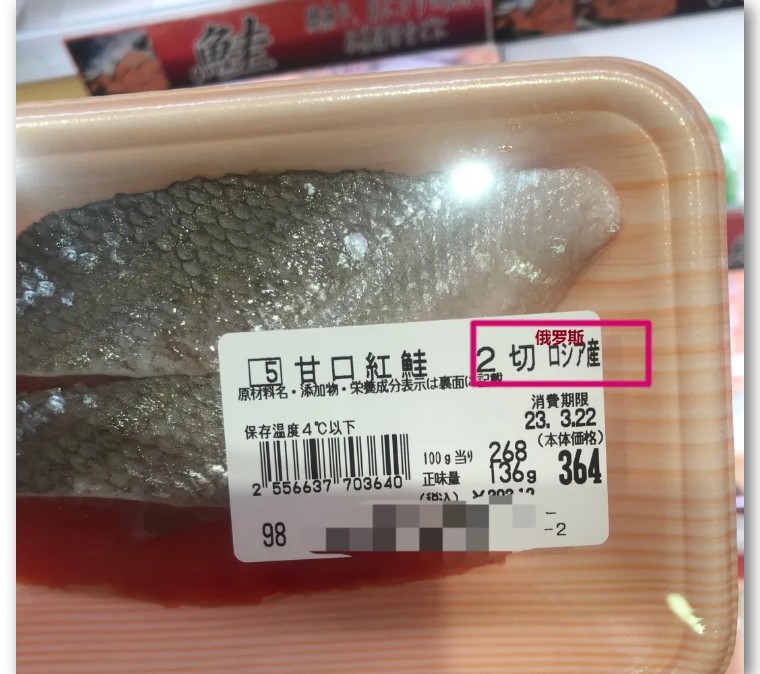 鮭
俄罗斯
5 甘口紅鮭 2切 ロシア産
原材料名・添加物・栄養成分表示は裏面に記載
消費期限
23. 3.22
保存温度4℃以下
(本体価格)
100g当り 268
364
正味量 136g
(税込)
2 556637 703640
98
-2